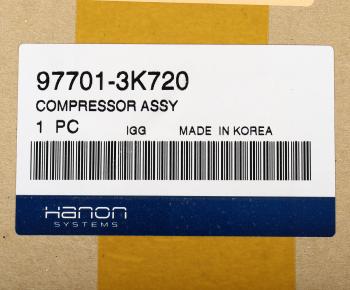 97701-3K720
COMPRESSOR ASSY
1 PC IGG MADE IN KOREA
Hanon
SYSTEMS